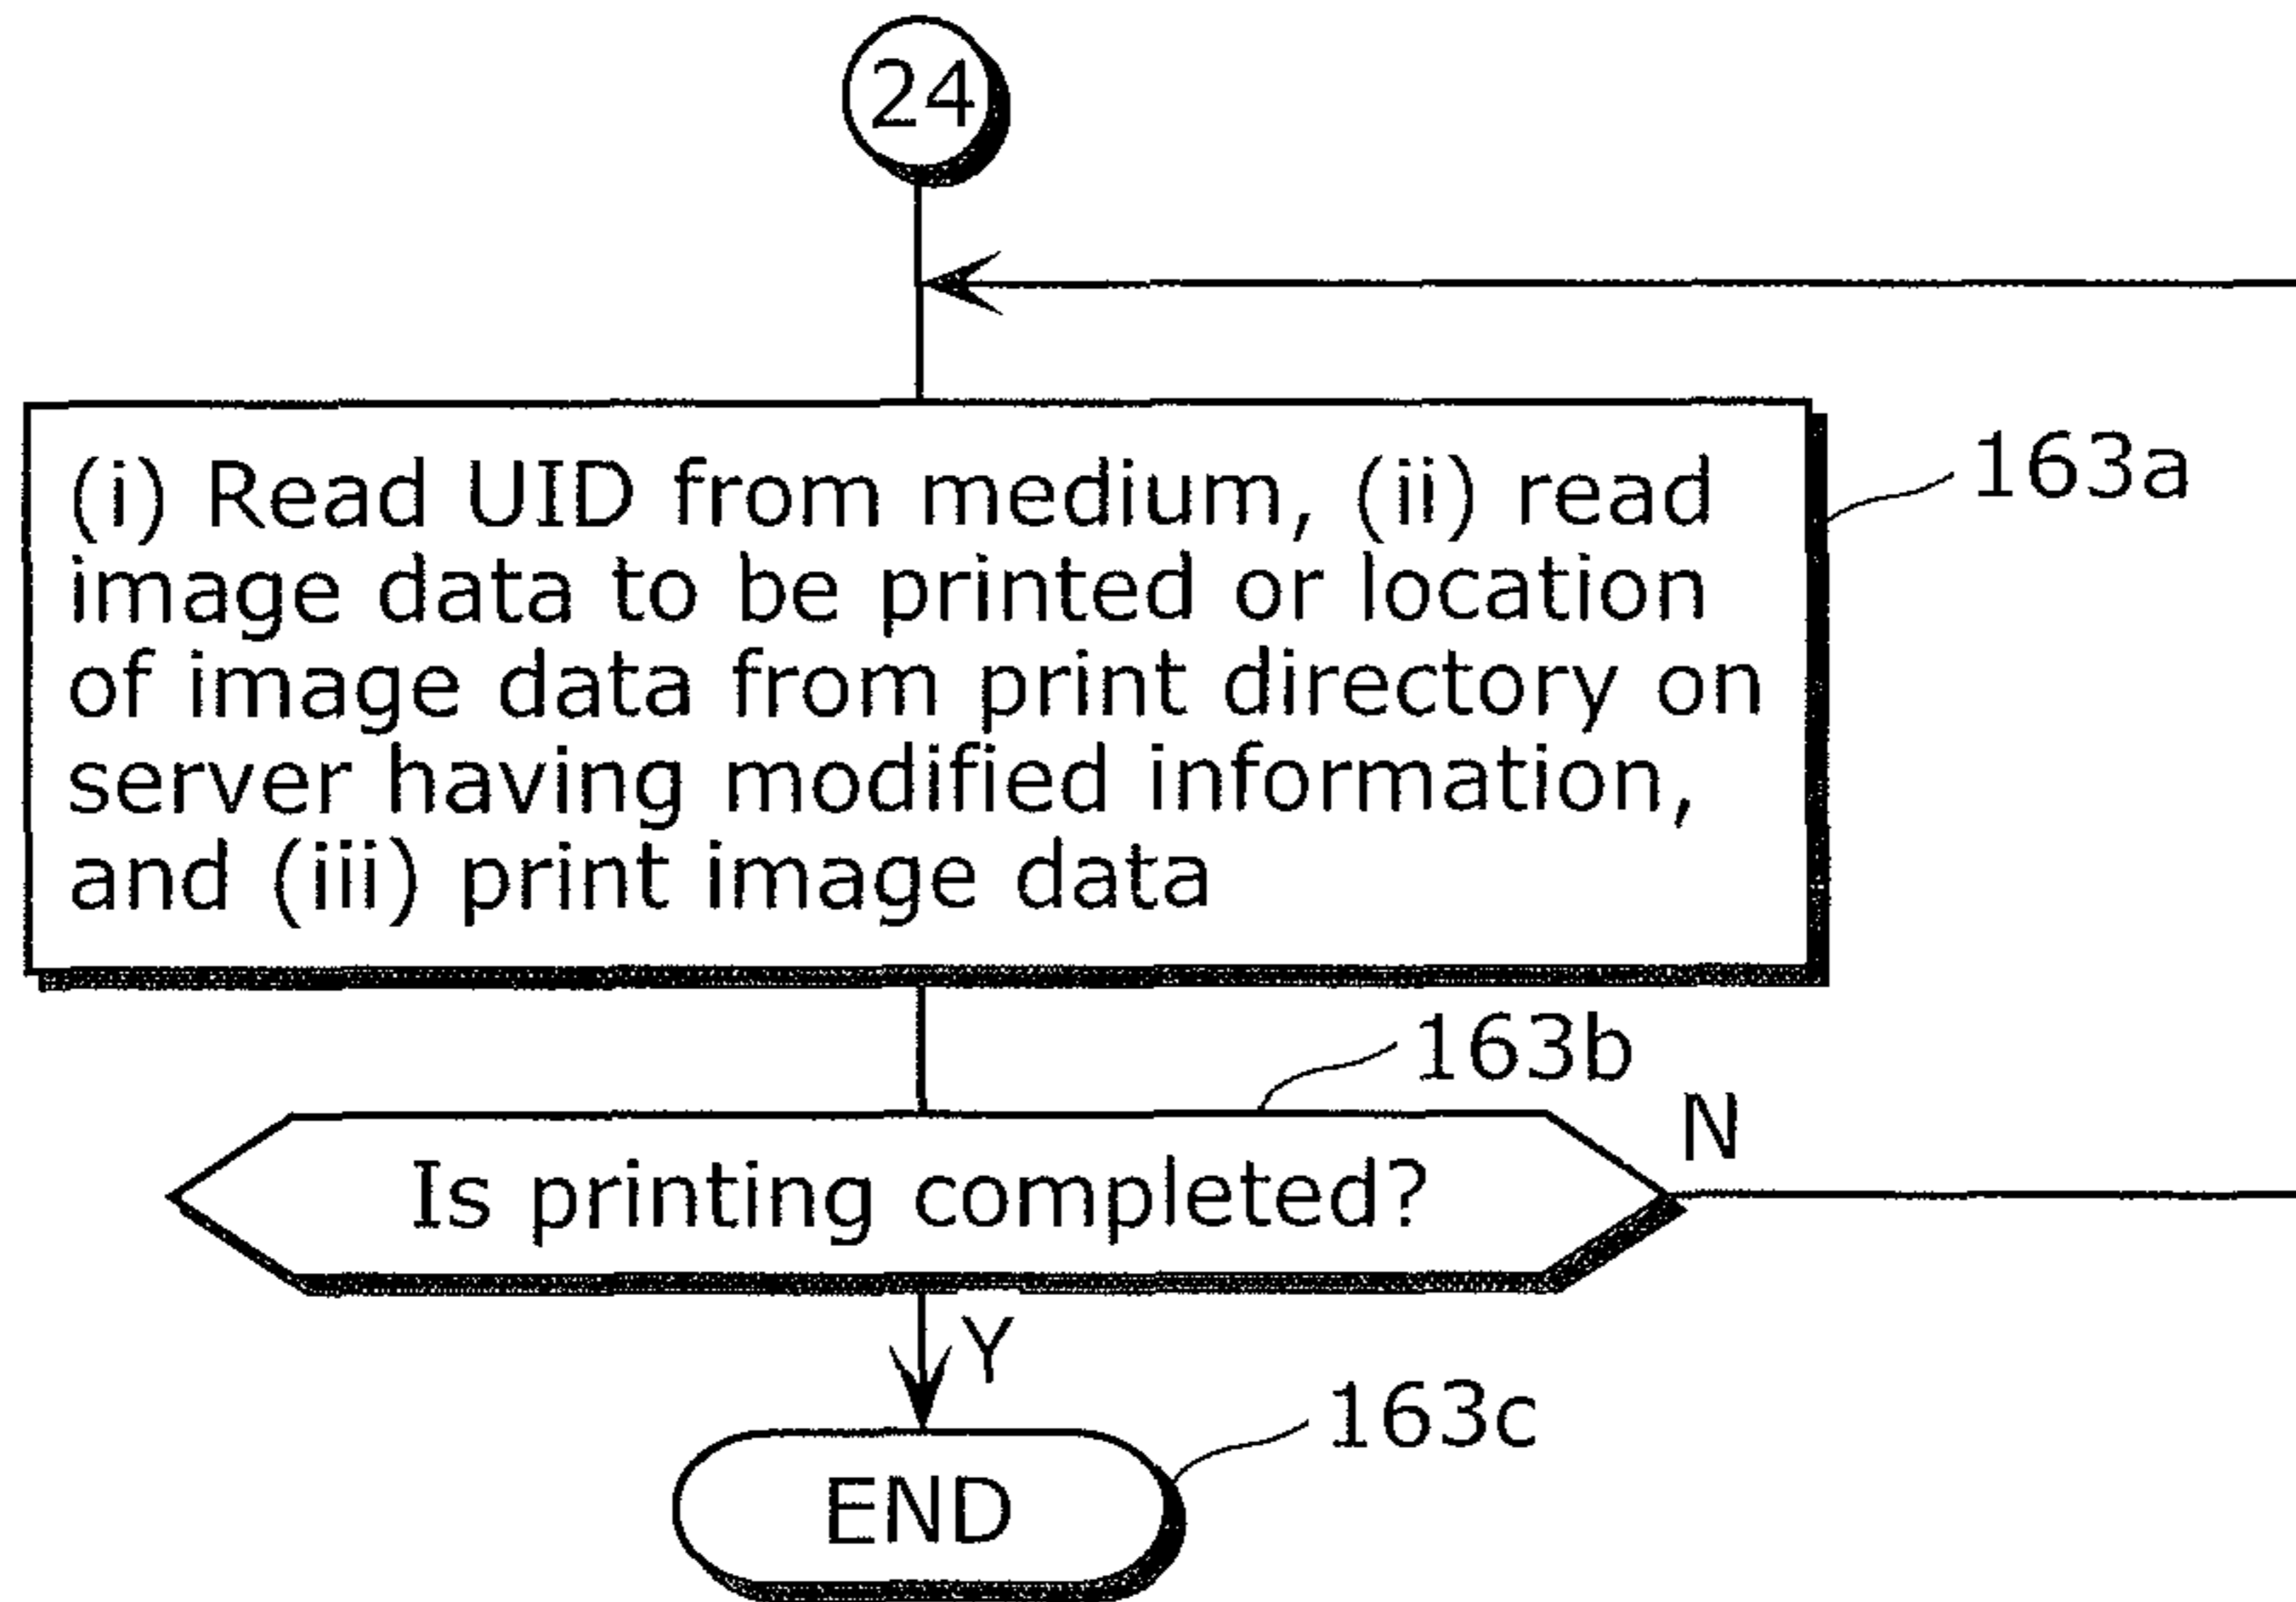 24
(i) Read UID from medium, (ii) read
image data to be printed or location
of image data from print directory on
server having modified information,
and (iii) print image data
163a
163b
Is printing completed?
N
Y
163c
END